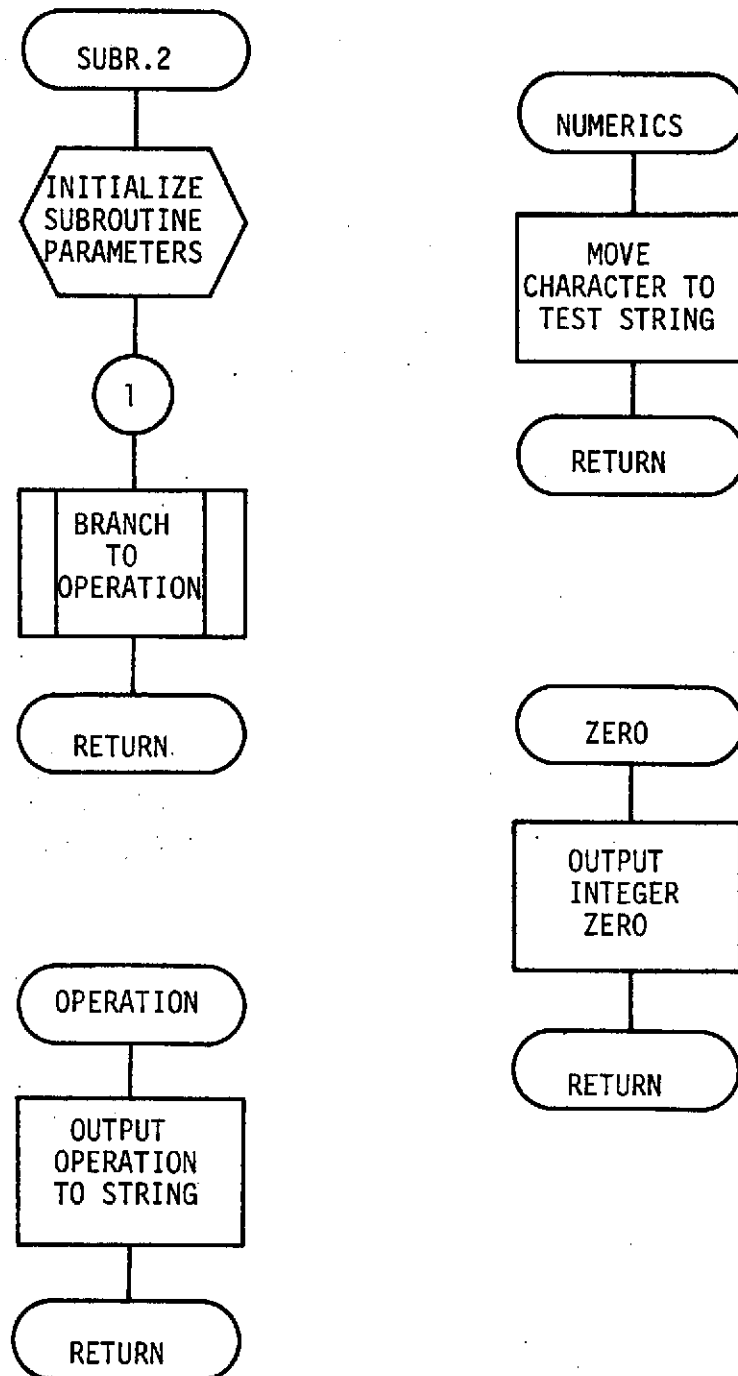 SUBR.2
INITIALIZE
SUBROUTINE
PARAMETERS
1
BRANCH
TO
OPERATION
RETURN
OPERATION
OUTPUT
OPERATION
TO STRING
RETURN
NUMERICS
MOVE
CHARACTER TO
TEST STRING
RETURN
ZERO
OUTPUT
INTEGER
ZERO
RETURN